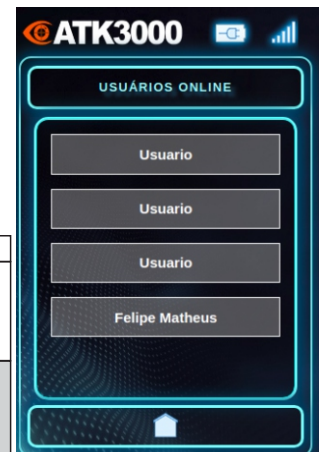 ATK3000
USUÁRIOS ONLINE
Usuario
Usuario
Usuario
Felipe Matheus